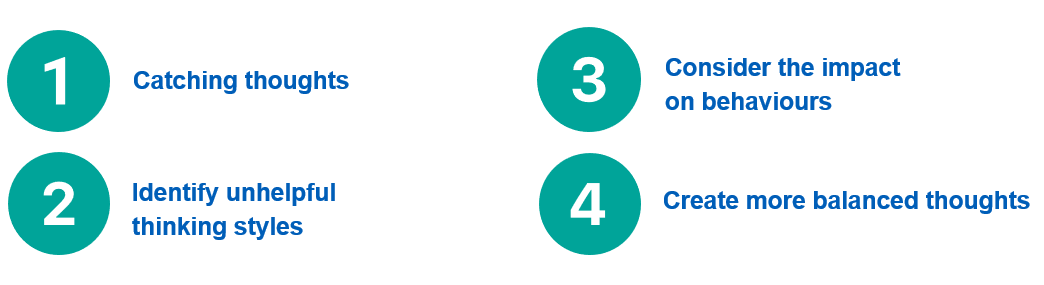 1
Catching thoughts
2
Identify unhelpful
thinking styles
3
Consider the impact
on behaviours
4
Create more balanced thoughts